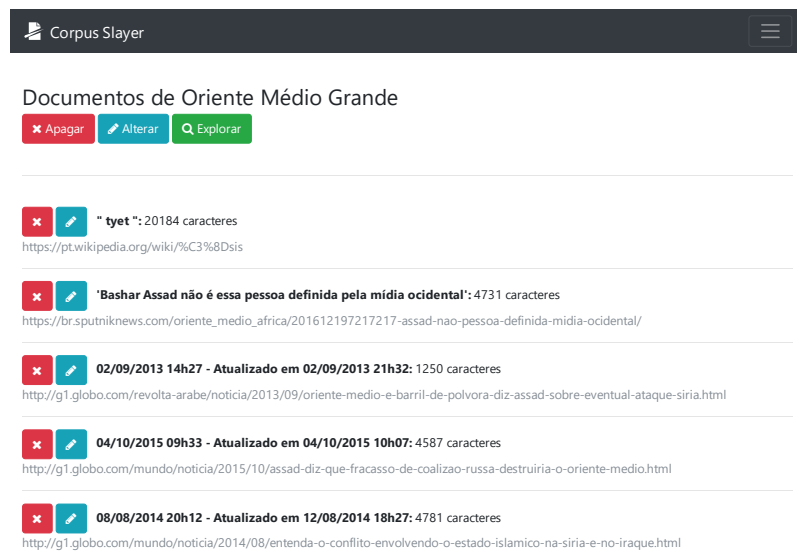 Corpus Slayer
Documentos de Oriente Médio Grande
Apagar Alterar Explorar
" tyet ": 20184 caracteres
https://pt.wikipedia.org/wiki/%C3%8Dsis
'Bashar Assad não é essa pessoa definida pela mídia ocidental': 4731 caracteres
https://br.sputniknews.com/oriente_medio_africa/201612197217217-assad-nao-pessoa-definida-midia-ocidental/
02/09/2013 14h27 - Atualizado em 02/09/2013 21h32: 1250 caracteres
http://g1.globo.com/revolta-arabe/noticia/2013/09/oriente-medio-e-barril-de-polvora-diz-assad-sobre-eventual-ataque-siria.html
04/10/2015 09h33 - Atualizado em 04/10/2015 10h07: 4587 caracteres
http://g1.globo.com/mundo/noticia/2015/10/assad-diz-que-fracasso-de-coalizao-russa-destruiria-o-oriente-medio.html
08/08/2014 20h12 - Atualizado em 12/08/2014 18h27: 4781 caracteres
http://g1.globo.com/mundo/noticia/2014/08/entenda-o-conflito-envolvendo-o-estado-islamico-na-siria-e-no-iraque.html